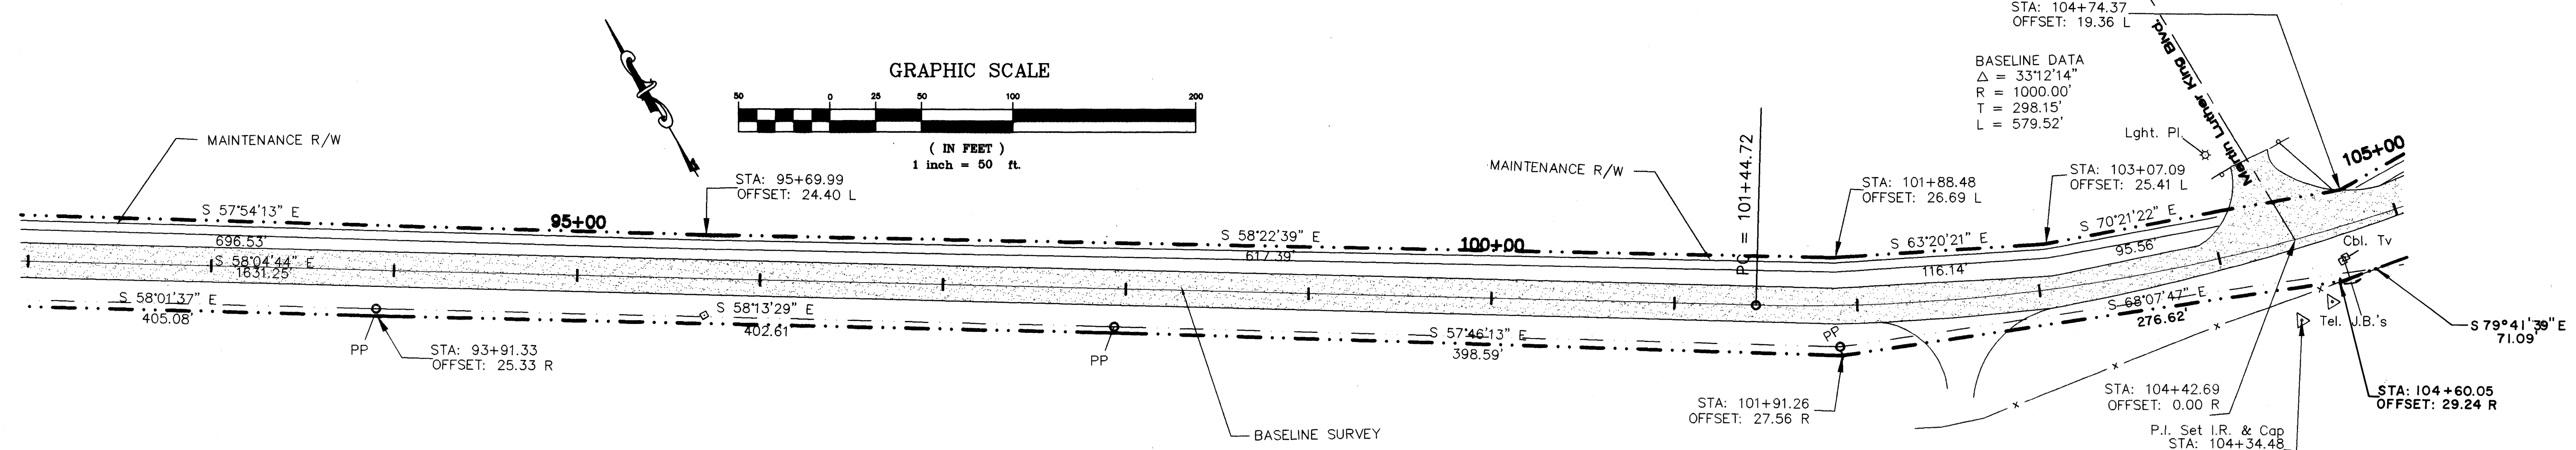 STA: 104+74.37
OFFSET: 19.36 L
Martin Luther King Blvd.
BASELINE DATA
△ = 33°12'14"
R = 1000.00'
T = 298.15'
L = 579.52'
GRAPHIC SCALE
50 0 25 50 100 200
( IN FEET )
1 inch = 50 ft.
Lght. Pl.
105+00
MAINTENANCE R/W
MAINTENANCE R/W
PC = 101+44.72
STA: 95+69.99
OFFSET: 24.40 L
STA: 101+88.48
OFFSET: 26.69 L
STA: 103+07.09
OFFSET: 25.41 L
S 57°54'13" E
696.53'
95+00
S 58°22'39" E
617.39'
100+00
S 63°20'21" E
116.14'
S 70°21'22" E
95.56'
Cbl. Tv
S 58°04'44" E
1631.25'
S 58°01'37" E
405.08'
S 58°13'29" E
402.61'
S 57°46'13" E
398.59'
S 68°07'47" E
276.62'
Tel. J.B.'s
S 79°41'39" E
71.09'
PP
STA: 93+91.33
OFFSET: 25.33 R
PP
PP
STA: 101+91.26
OFFSET: 27.56 R
STA: 104+42.69
OFFSET: 0.00 R
STA: 104+60.05
OFFSET: 29.24 R
BASELINE SURVEY
P.I. Set I.R. & Cap
STA: 104+34.48